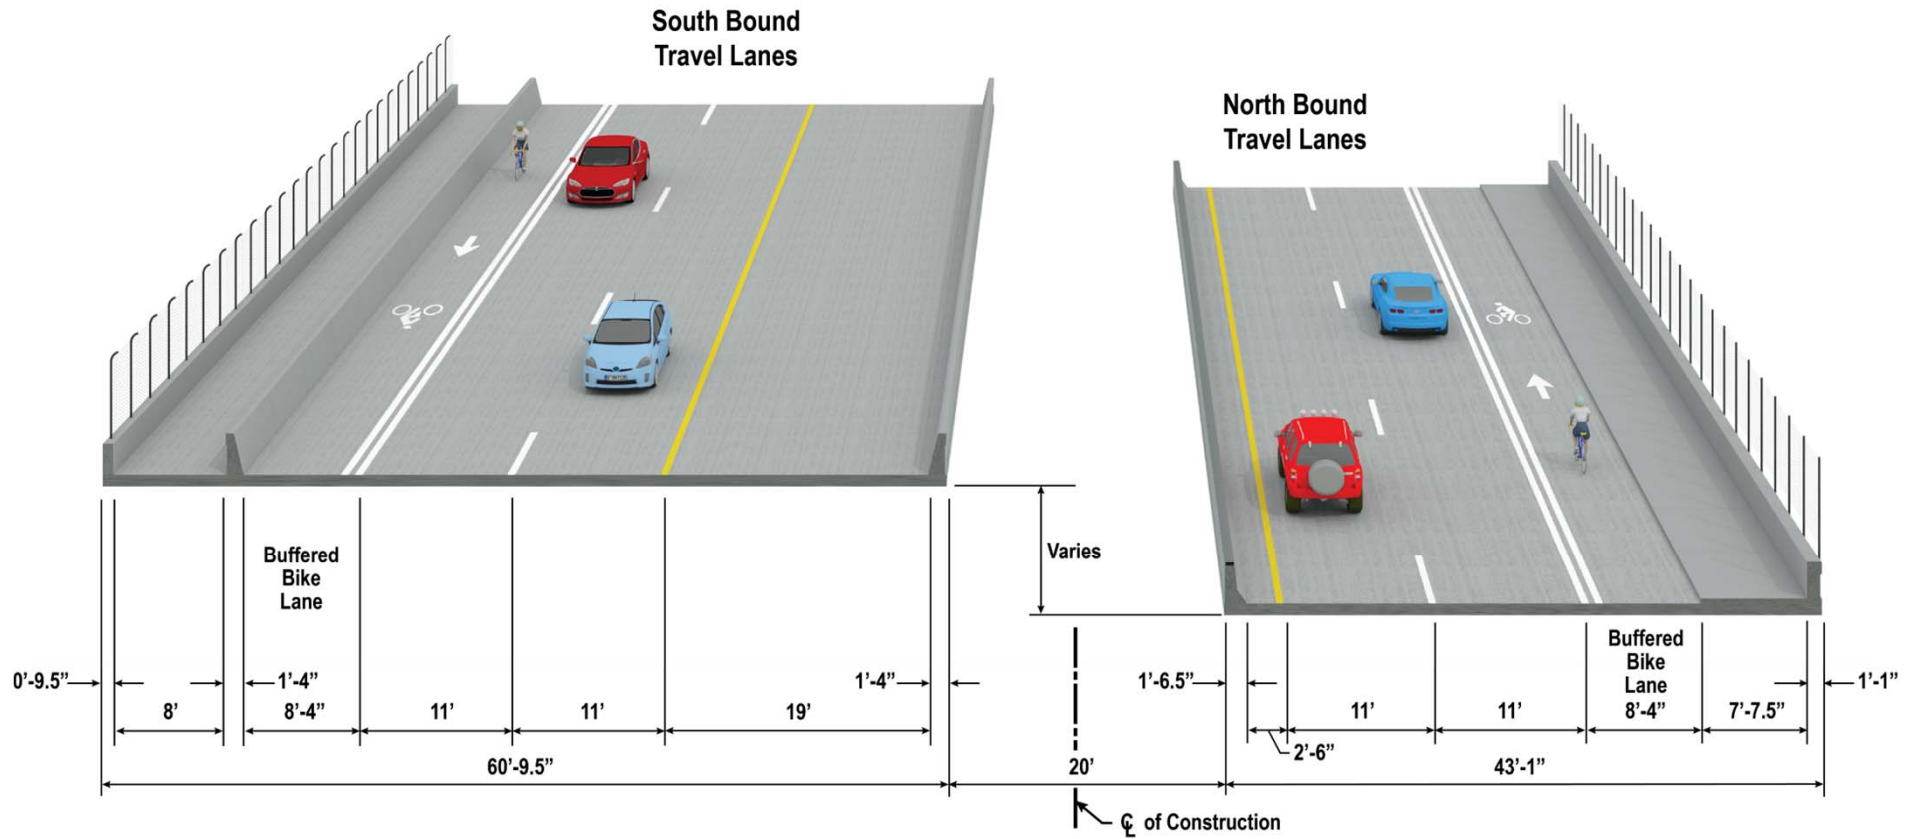 South Bound
Travel Lanes
North Bound
Travel Lanes
Buffered
Bike
Lane
Varies
0’-9.5”
1’-4”
1’-4”
8’
8’-4”
11’
11’
19’
60’-9.5”
20’
Buffered
Bike
Lane
1’-6.5”
1’-1”
11’
11’
8’-4”
7’-7.5”
2’-6”
43’-1”
℄ of Construction